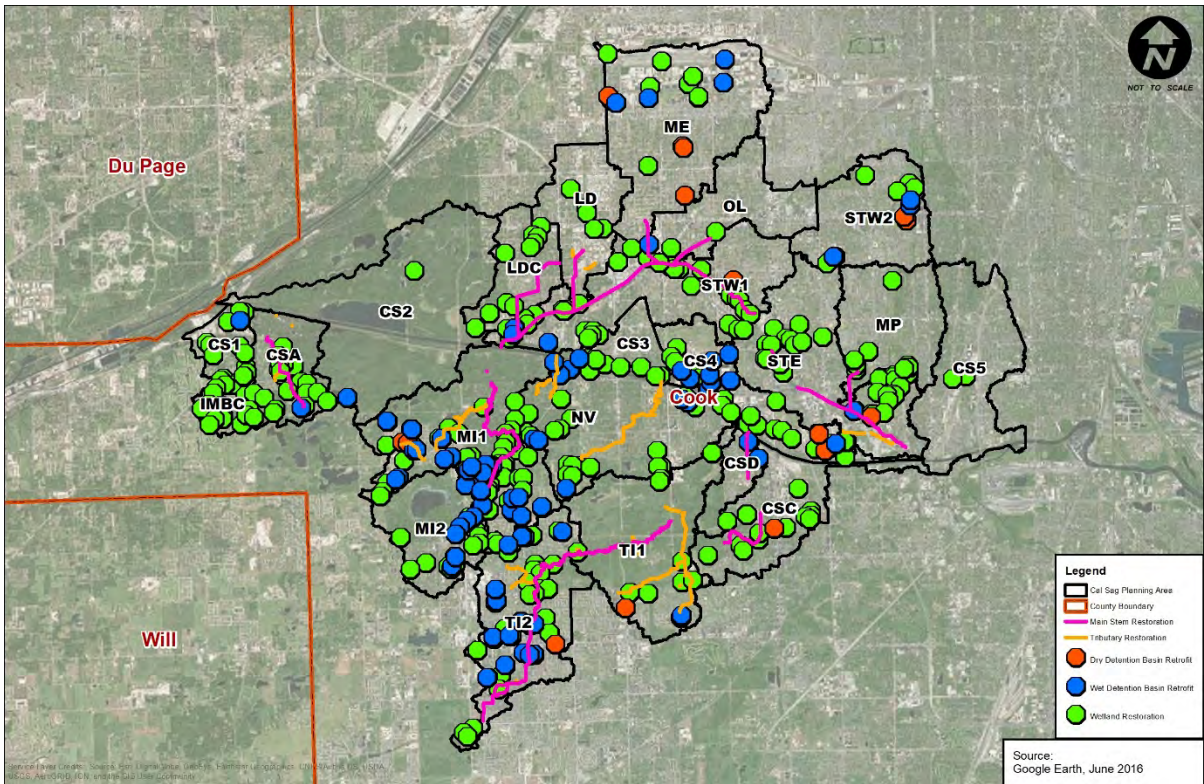 N
NOT TO SCALE
ME
Du Page
LD
OL
STW2
LDC
STW1
CS2
MP
CS3
CS1
CSA
CS4
STE
CS5
IMBC
Cook
NV
MI1
CSD
CSC
MI2
TI1
TI2
Will
Legend
Cal Sag Planning Area
County Boundary
Main Stem Restoration
Tributary Restoration
Dry Detention Basin Retrofit
Wet Detention Basin Retrofit
Wetland Restoration
Source:
Google Earth, June 2016